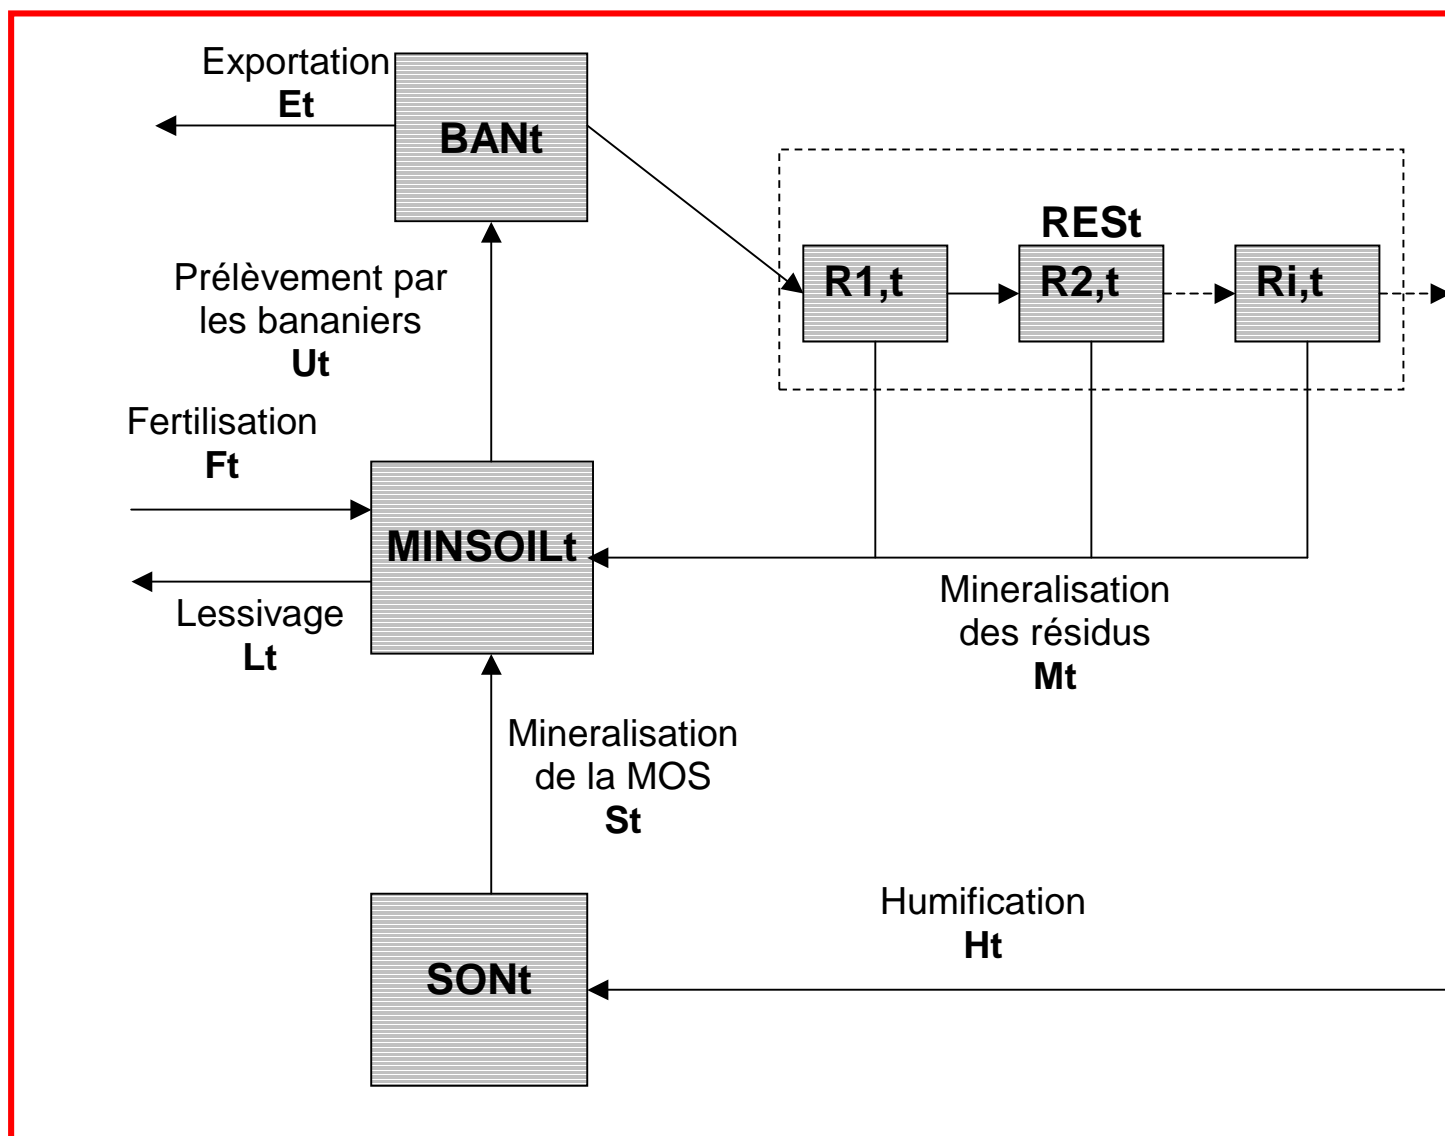 Exportation
Et
BANt
RESt
R1,t
R2,t
Ri,t
Prélèvement par
les bananiers
Ut
Fertilisation
Ft
MINSOILt
Lessivage
Lt
Mineralisation
des résidus
Mt
Mineralisation
de la MOS
St
Humification
Ht
SONt